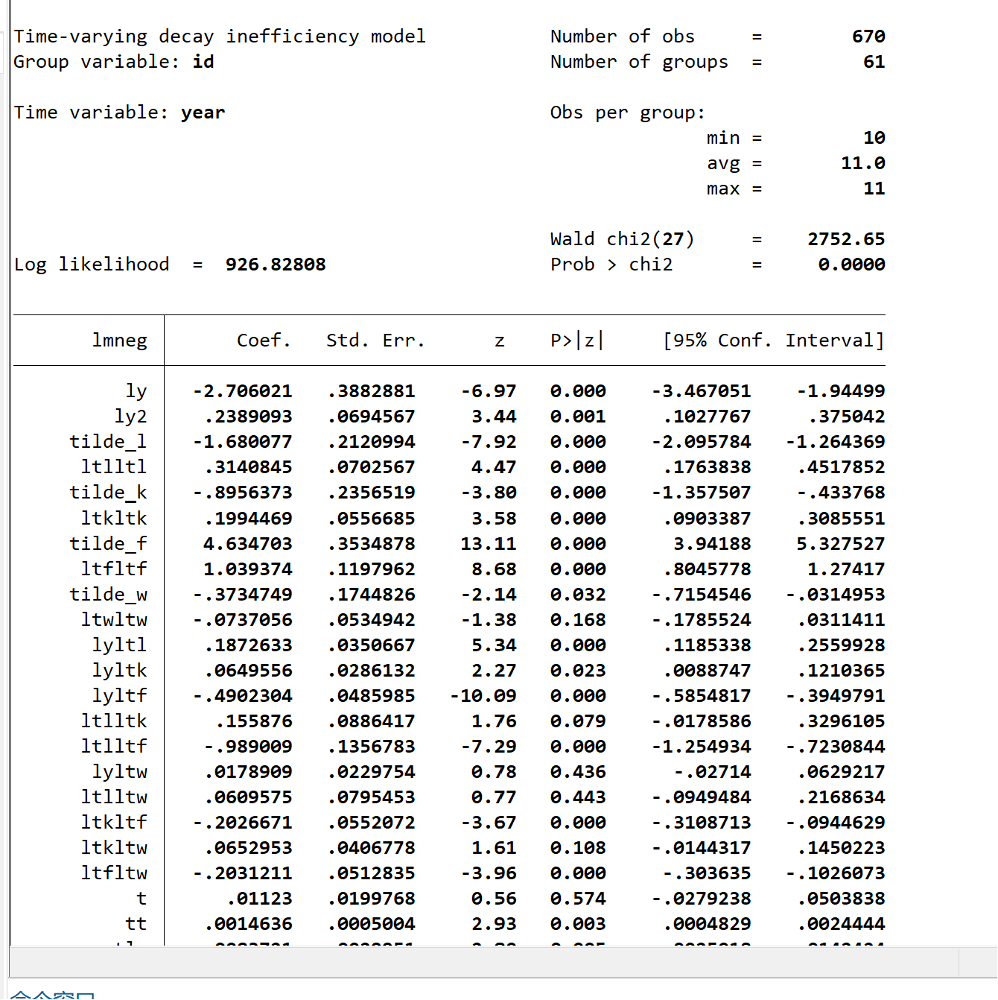 Time-varying decay inefficiency model Number of obs = 670
Group variable: id Number of groups = 61
Time variable: year Obs per group:
min = 10
avg = 11.0
max = 11
Wald chi2(27) = 2752.65
Log likelihood = 926.82808 Prob > chi2 = 0.0000
lmneg Coef. Std. Err. z P>|z| [95% Conf. Interval]
ly -2.706021 .3882881 -6.97 0.000 -3.467051 -1.94499
ly2 .2389093 .0694567 3.44 0.001 .1027767 .375042
tilde_l -1.680077 .2120994 -7.92 0.000 -2.095784 -1.264369
ltlltl .3140845 .0702567 4.47 0.000 .1763838 .4517852
tilde_k -.8956373 .2356519 -3.80 0.000 -1.357507 -.433768
ltkltk .1994469 .0556685 3.58 0.000 .0903387 .3085551
tilde_f 4.634703 .3534878 13.11 0.000 3.94188 5.327527
ltfltf 1.039374 .1197962 8.68 0.000 .8045778 1.27417
tilde_w -.3734749 .1744826 -2.14 0.032 -.7154546 -.0314953
ltwltw -.0737056 .0534942 -1.38 0.168 -.1785524 .0311411
lyltl .1872633 .0350667 5.34 0.000 .1185338 .2559928
lyltk .0649556 .0286132 2.27 0.023 .0088747 .1210365
lyltf -.4902304 .0485985 -10.09 0.000 -.5854817 -.3949791
ltlltk .155876 .0886417 1.76 0.079 -.0178586 .3296105
ltlltf -.989009 .1356783 -7.29 0.000 -1.254934 -.7230844
lyltw .0178909 .0229754 0.78 0.436 -.02714 .0629217
ltlltw .0609575 .0795453 0.77 0.443 -.0949484 .2168634
ltkltf -.2026671 .0552072 -3.67 0.000 -.3108713 -.0944629
ltkltw .0652953 .0406778 1.61 0.108 -.0144317 .1450223
ltfltw -.2031211 .0512835 -3.96 0.000 -.303635 -.1026073
t .01123 .0199768 0.56 0.574 -.0279238 .0503838
tt .0014636 .0005004 2.93 0.003 .0004829 .0024444